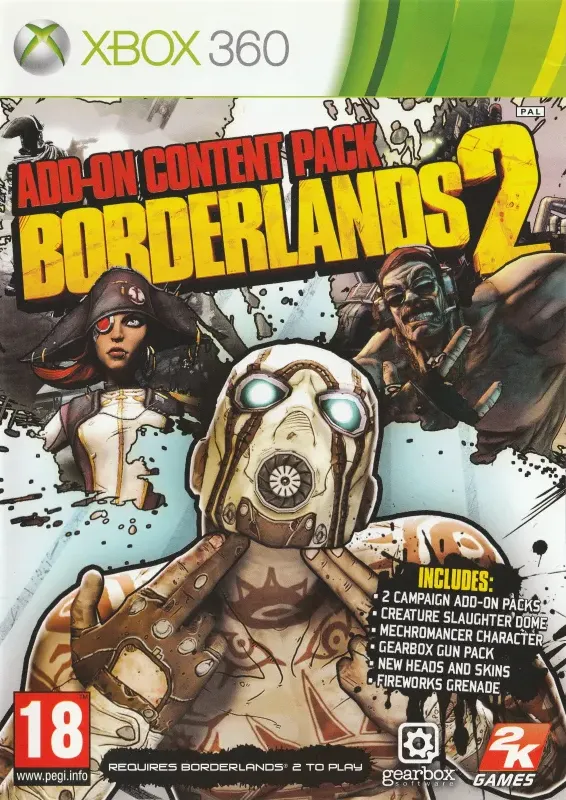 XBOX 360
PAL
ADD-ON CONTENT PACK
BORDERLANDS 2
INCLUDES:
• 2 CAMPAIGN ADD-ON PACKS
• CREATURE SLAUGHTER DOME
• MECHROMANCER CHARACTER
• GEARBOX GUN PACK
• NEW HEADS AND SKINS
• FIREWORKS GRENADE
18
www.pegi.info
REQUIRES BORDERLANDS® 2 TO PLAY
gearbox
software
2K
GAMES